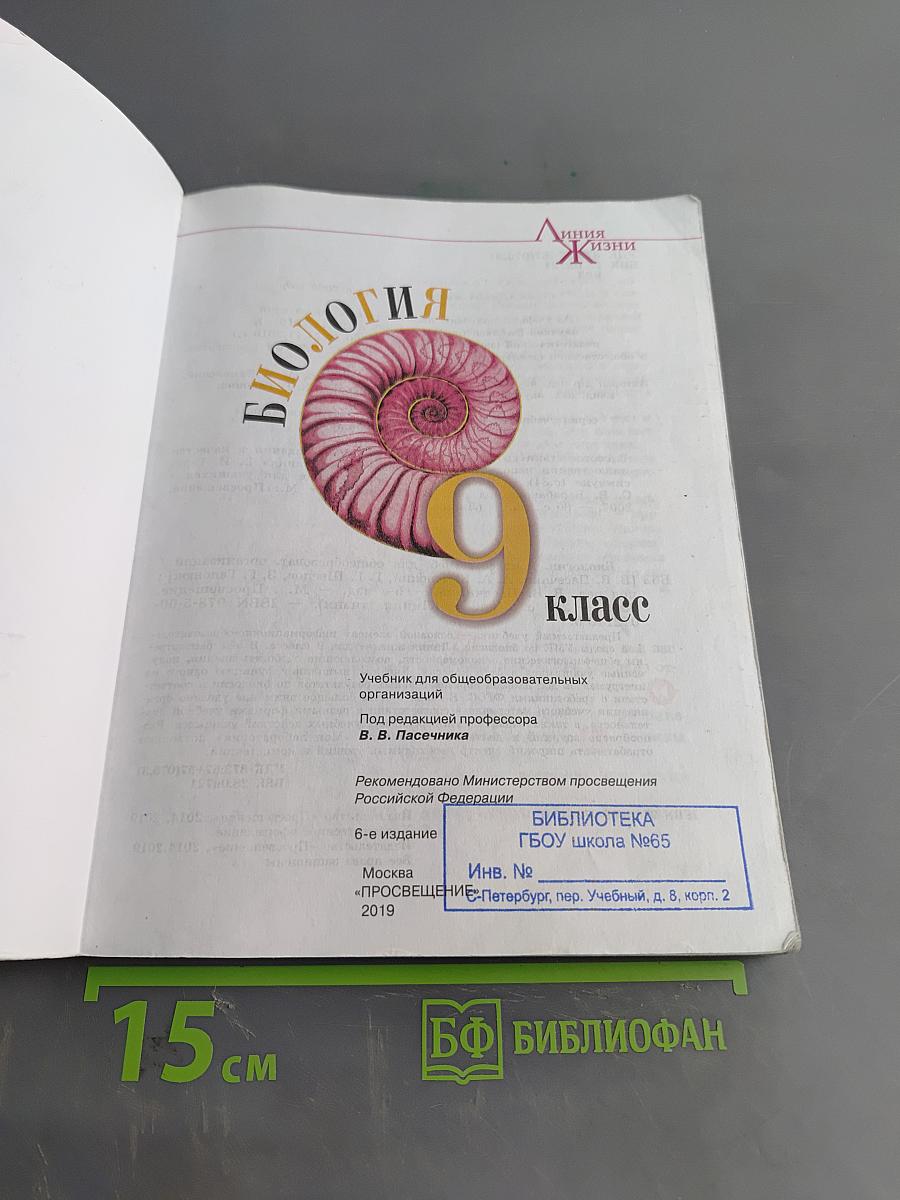 Линия
Жизни
БИОЛОГИЯ
9
класс
Учебник для общеобразовательных
организаций
Под редакцией профессора
В. В. Пасечника
Рекомендовано Министерством просвещения
Российской Федерации
6-е издание
Москва
«ПРОСВЕЩЕНИЕ»
2019
БИБЛИОТЕКА
ГБОУ школа №65
Инв. №
С-Петербург, пер. Учебный, д. 8, корп. 2
15 см
БФ БИБЛИОФАН